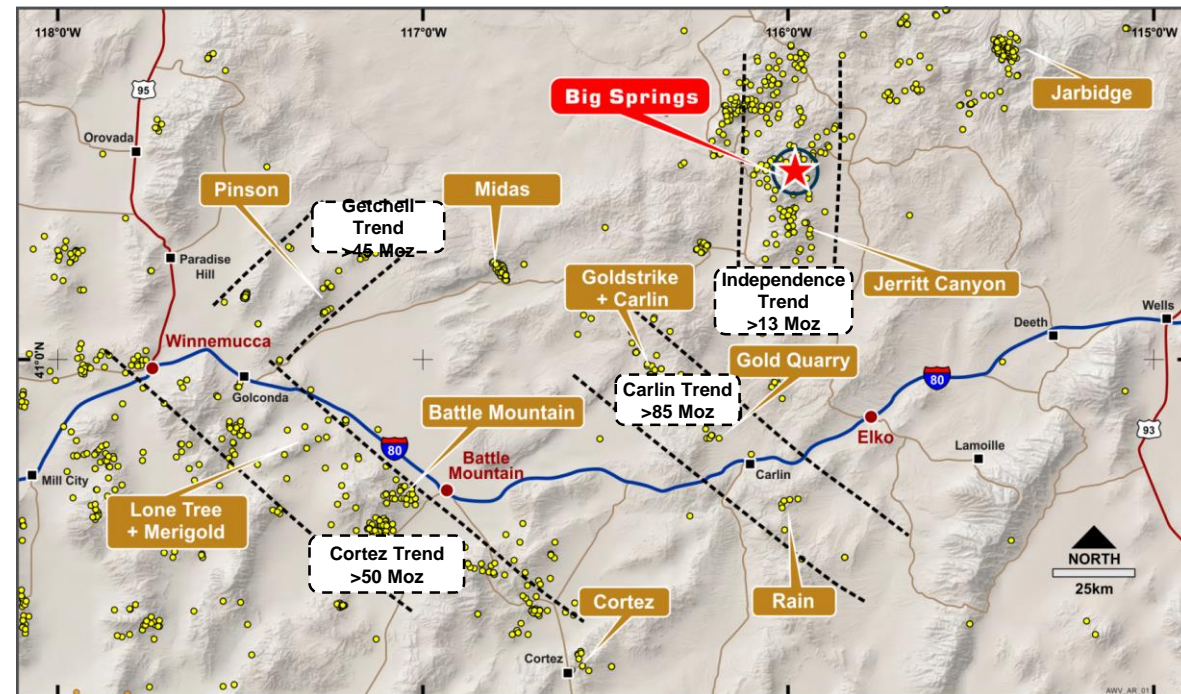 118°0'W
117°0'W
116°0'W
115°0'W
95
Jarbidge
Big Springs
Orovada
Pinson
Midas
Getchell
Trend
>45 Moz
Paradise
Hill
Goldstrike
+ Carlin
Independence
Trend
>13 Moz
Jerritt Canyon
Wells
Deeth
Winnemucca
41°0'N
Golconda
Gold Quarry
Carlin Trend
>85 Moz
80
Battle Mountain
93
80
Elko
Lamoille
Battle
Mountain
Carlin
Mill City
Lone Tree
+ Merigold
Cortez Trend
>50 Moz
NORTH
25km
Cortez
Rain
Cortez
AWV_AR_01